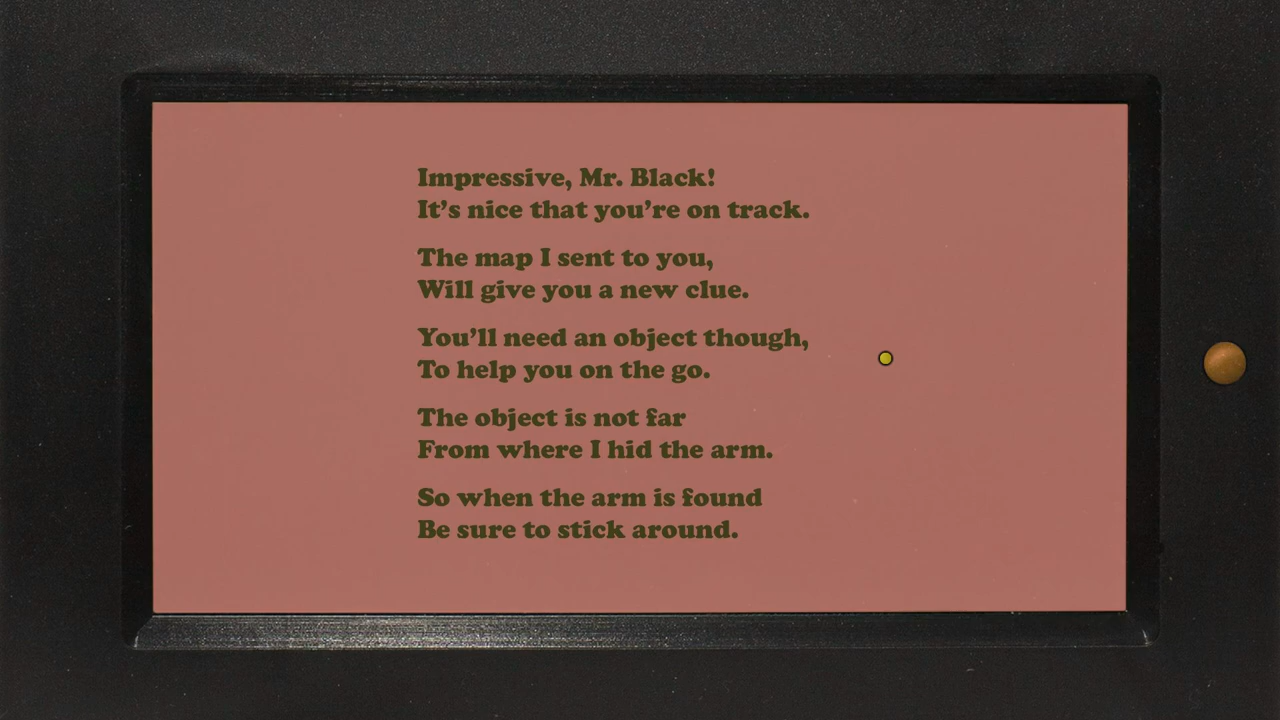 Impressive, Mr. Black!
It’s nice that you’re on track.
The map I sent to you,
Will give you a new clue.
You’ll need an object though,
To help you on the go.
The object is not far
From where I hid the arm.
So when the arm is found
Be sure to stick around.